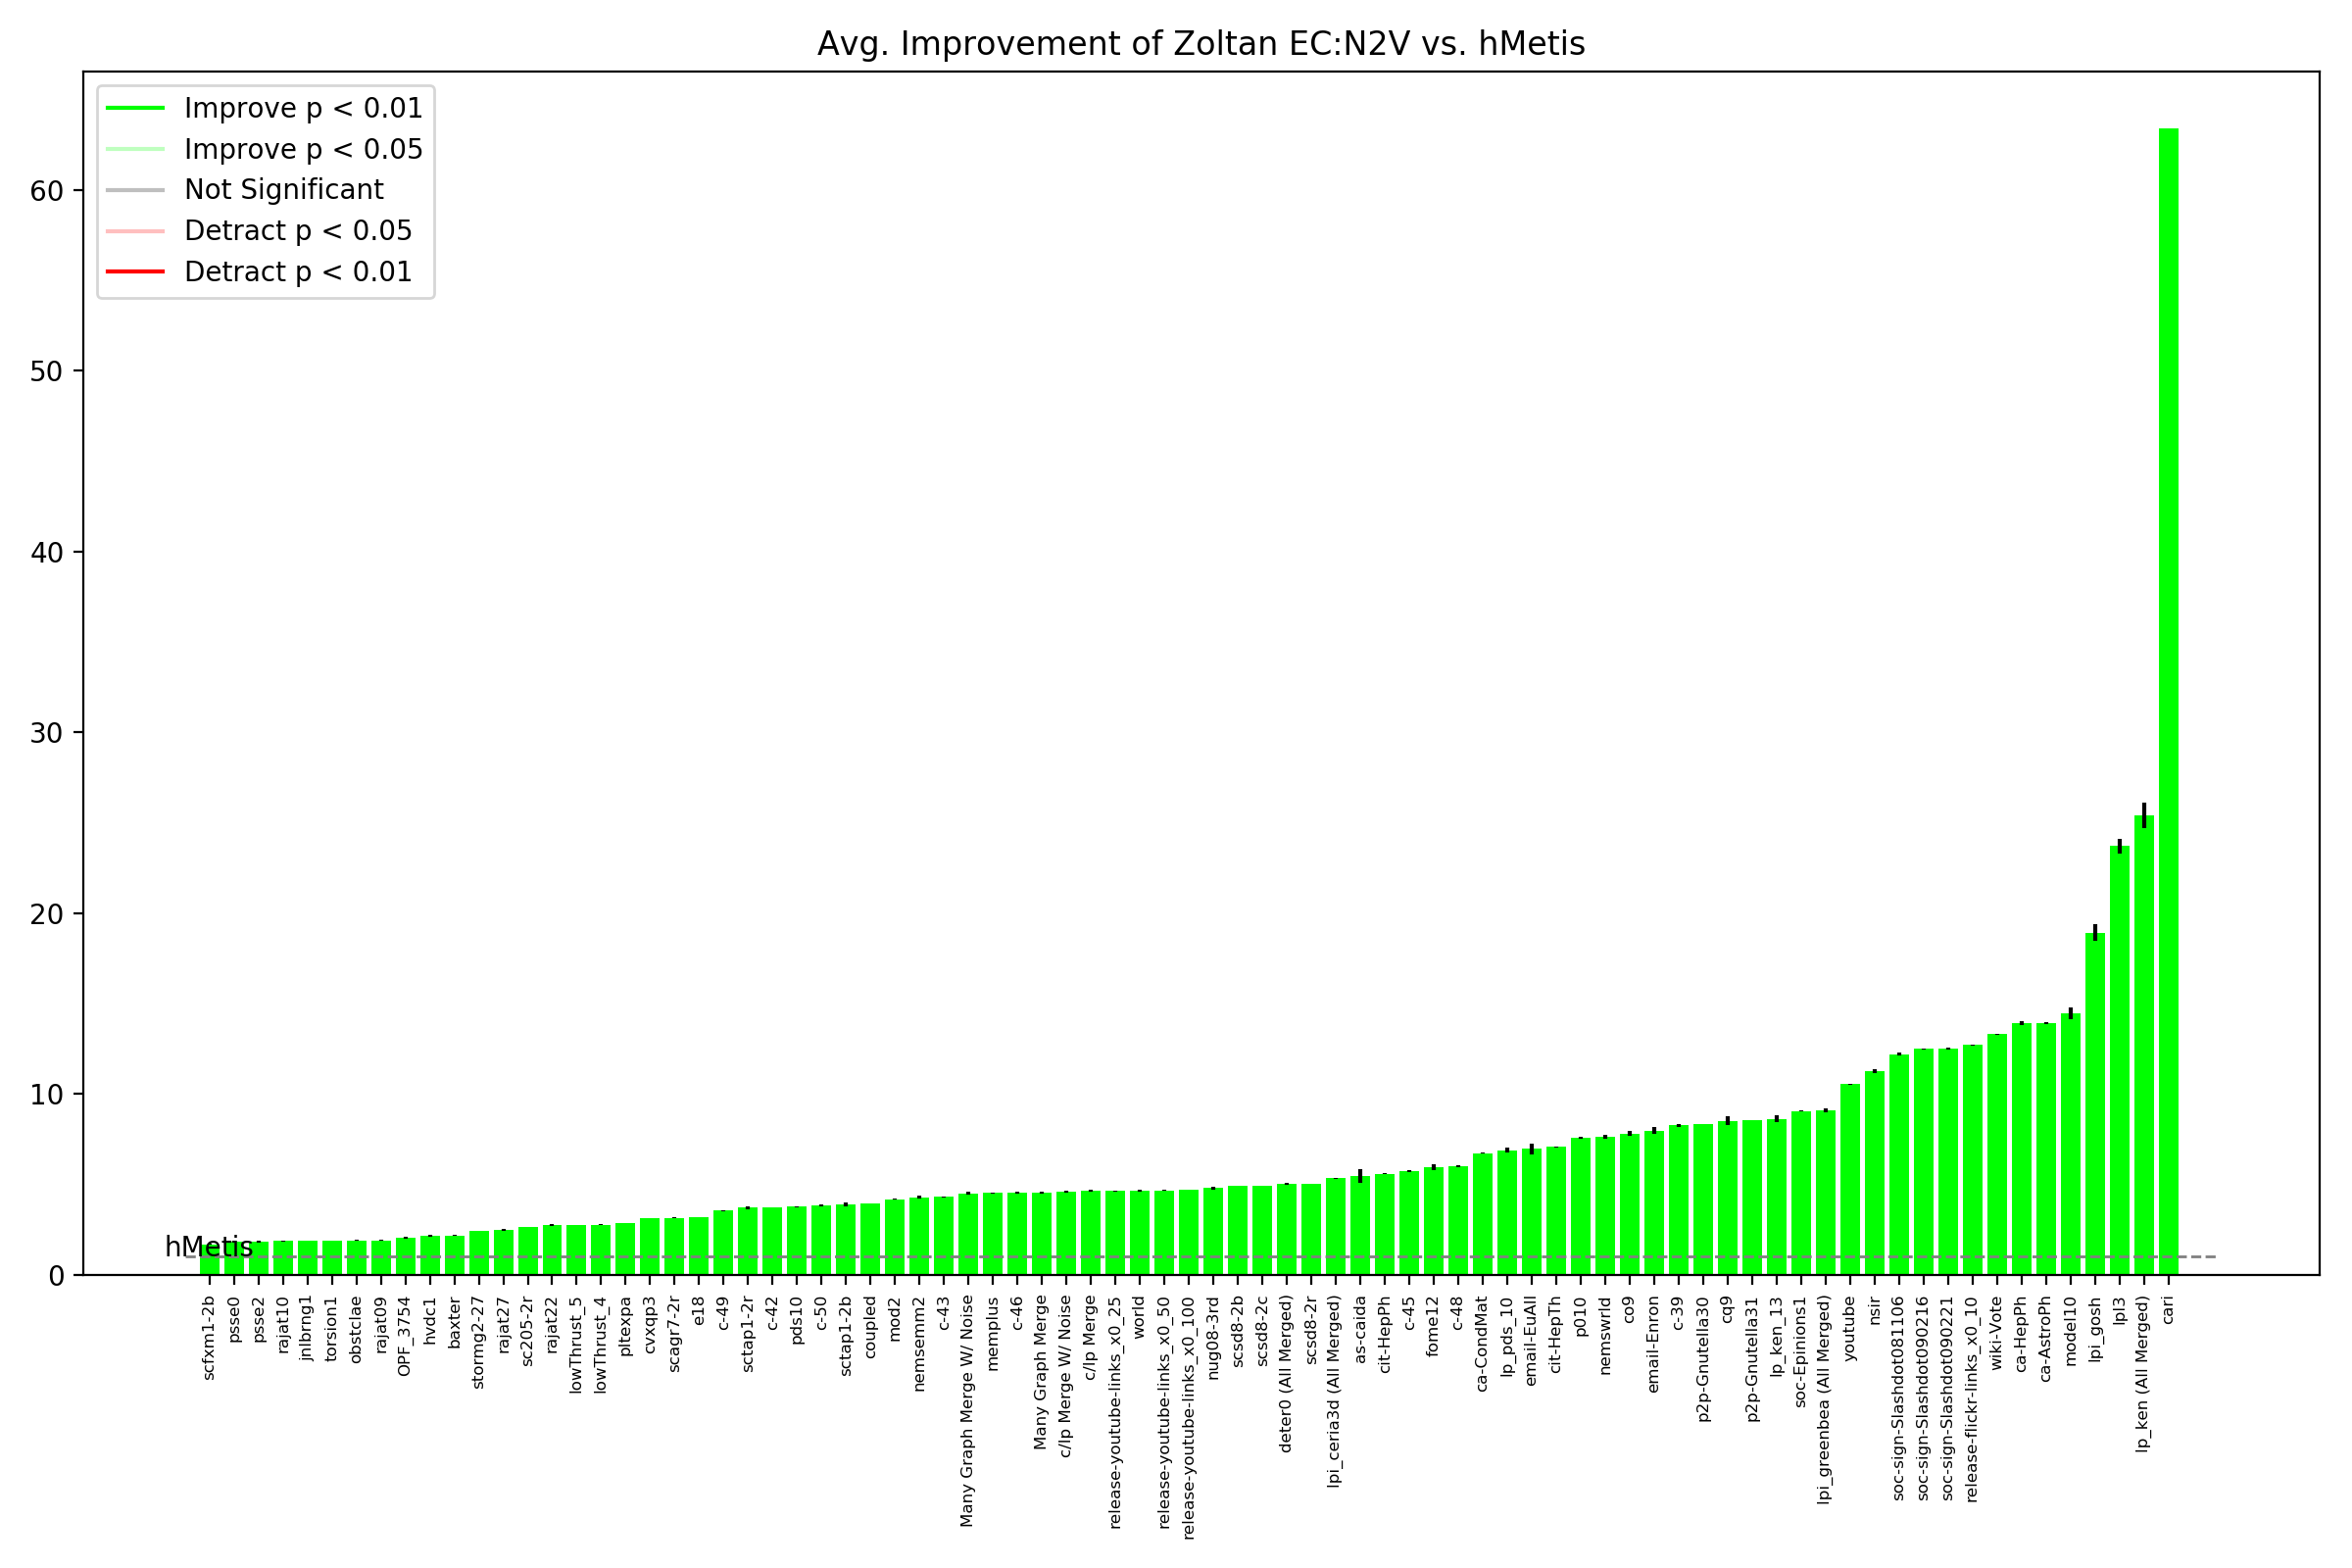 Avg. Improvement of Zoltan EC:N2V vs. hMetis
Improve p < 0.01
Improve p < 0.05
Not Significant
Detract p < 0.05
Detract p < 0.01
60
50
40
30
20
10
0
hMetis
scfxm1-2b
psse0
psse2
rajat10
jnlbrng1
torsion1
obstclae
rajat09
OPF_3754
hvdc1
baxter
stormg2-27
rajat27
sc205-2r
rajat22
lowThrust_5
lowThrust_4
pltexpa
cvxqp3
scagr7-2r
e18
c-49
sctap1-2r
c-42
pds10
c-50
sctap1-2b
coupled
mod2
nemsemm2
c-43
Many Graph Merge W/ Noise
memplus
c-46
Many Graph Merge
c/lp Merge W/ Noise
c/lp Merge
release-youtube-links_x0_25
world
release-youtube-links_x0_50
release-youtube-links_x0_100
nug08-3rd
scsd8-2b
scsd8-2c
deter0 (All Merged)
scsd8-2r
lpi_ceria3d (All Merged)
as-caida
cit-HepPh
c-45
fome12
c-48
ca-CondMat
lp_pds_10
email-EuAll
cit-HepTh
p010
nemswrld
co9
email-Enron
c-39
p2p-Gnutella30
cq9
p2p-Gnutella31
lp_ken_13
soc-Epinions1
lpi_greenbea (All Merged)
youtube
nsir
soc-sign-Slashdot081106
soc-sign-Slashdot090216
soc-sign-Slashdot090221
release-flickr-links_x0_10
wiki-Vote
ca-HepPh
ca-AstroPh
model10
lpi_gosh
lpl3
lp_ken (All Merged)
cari